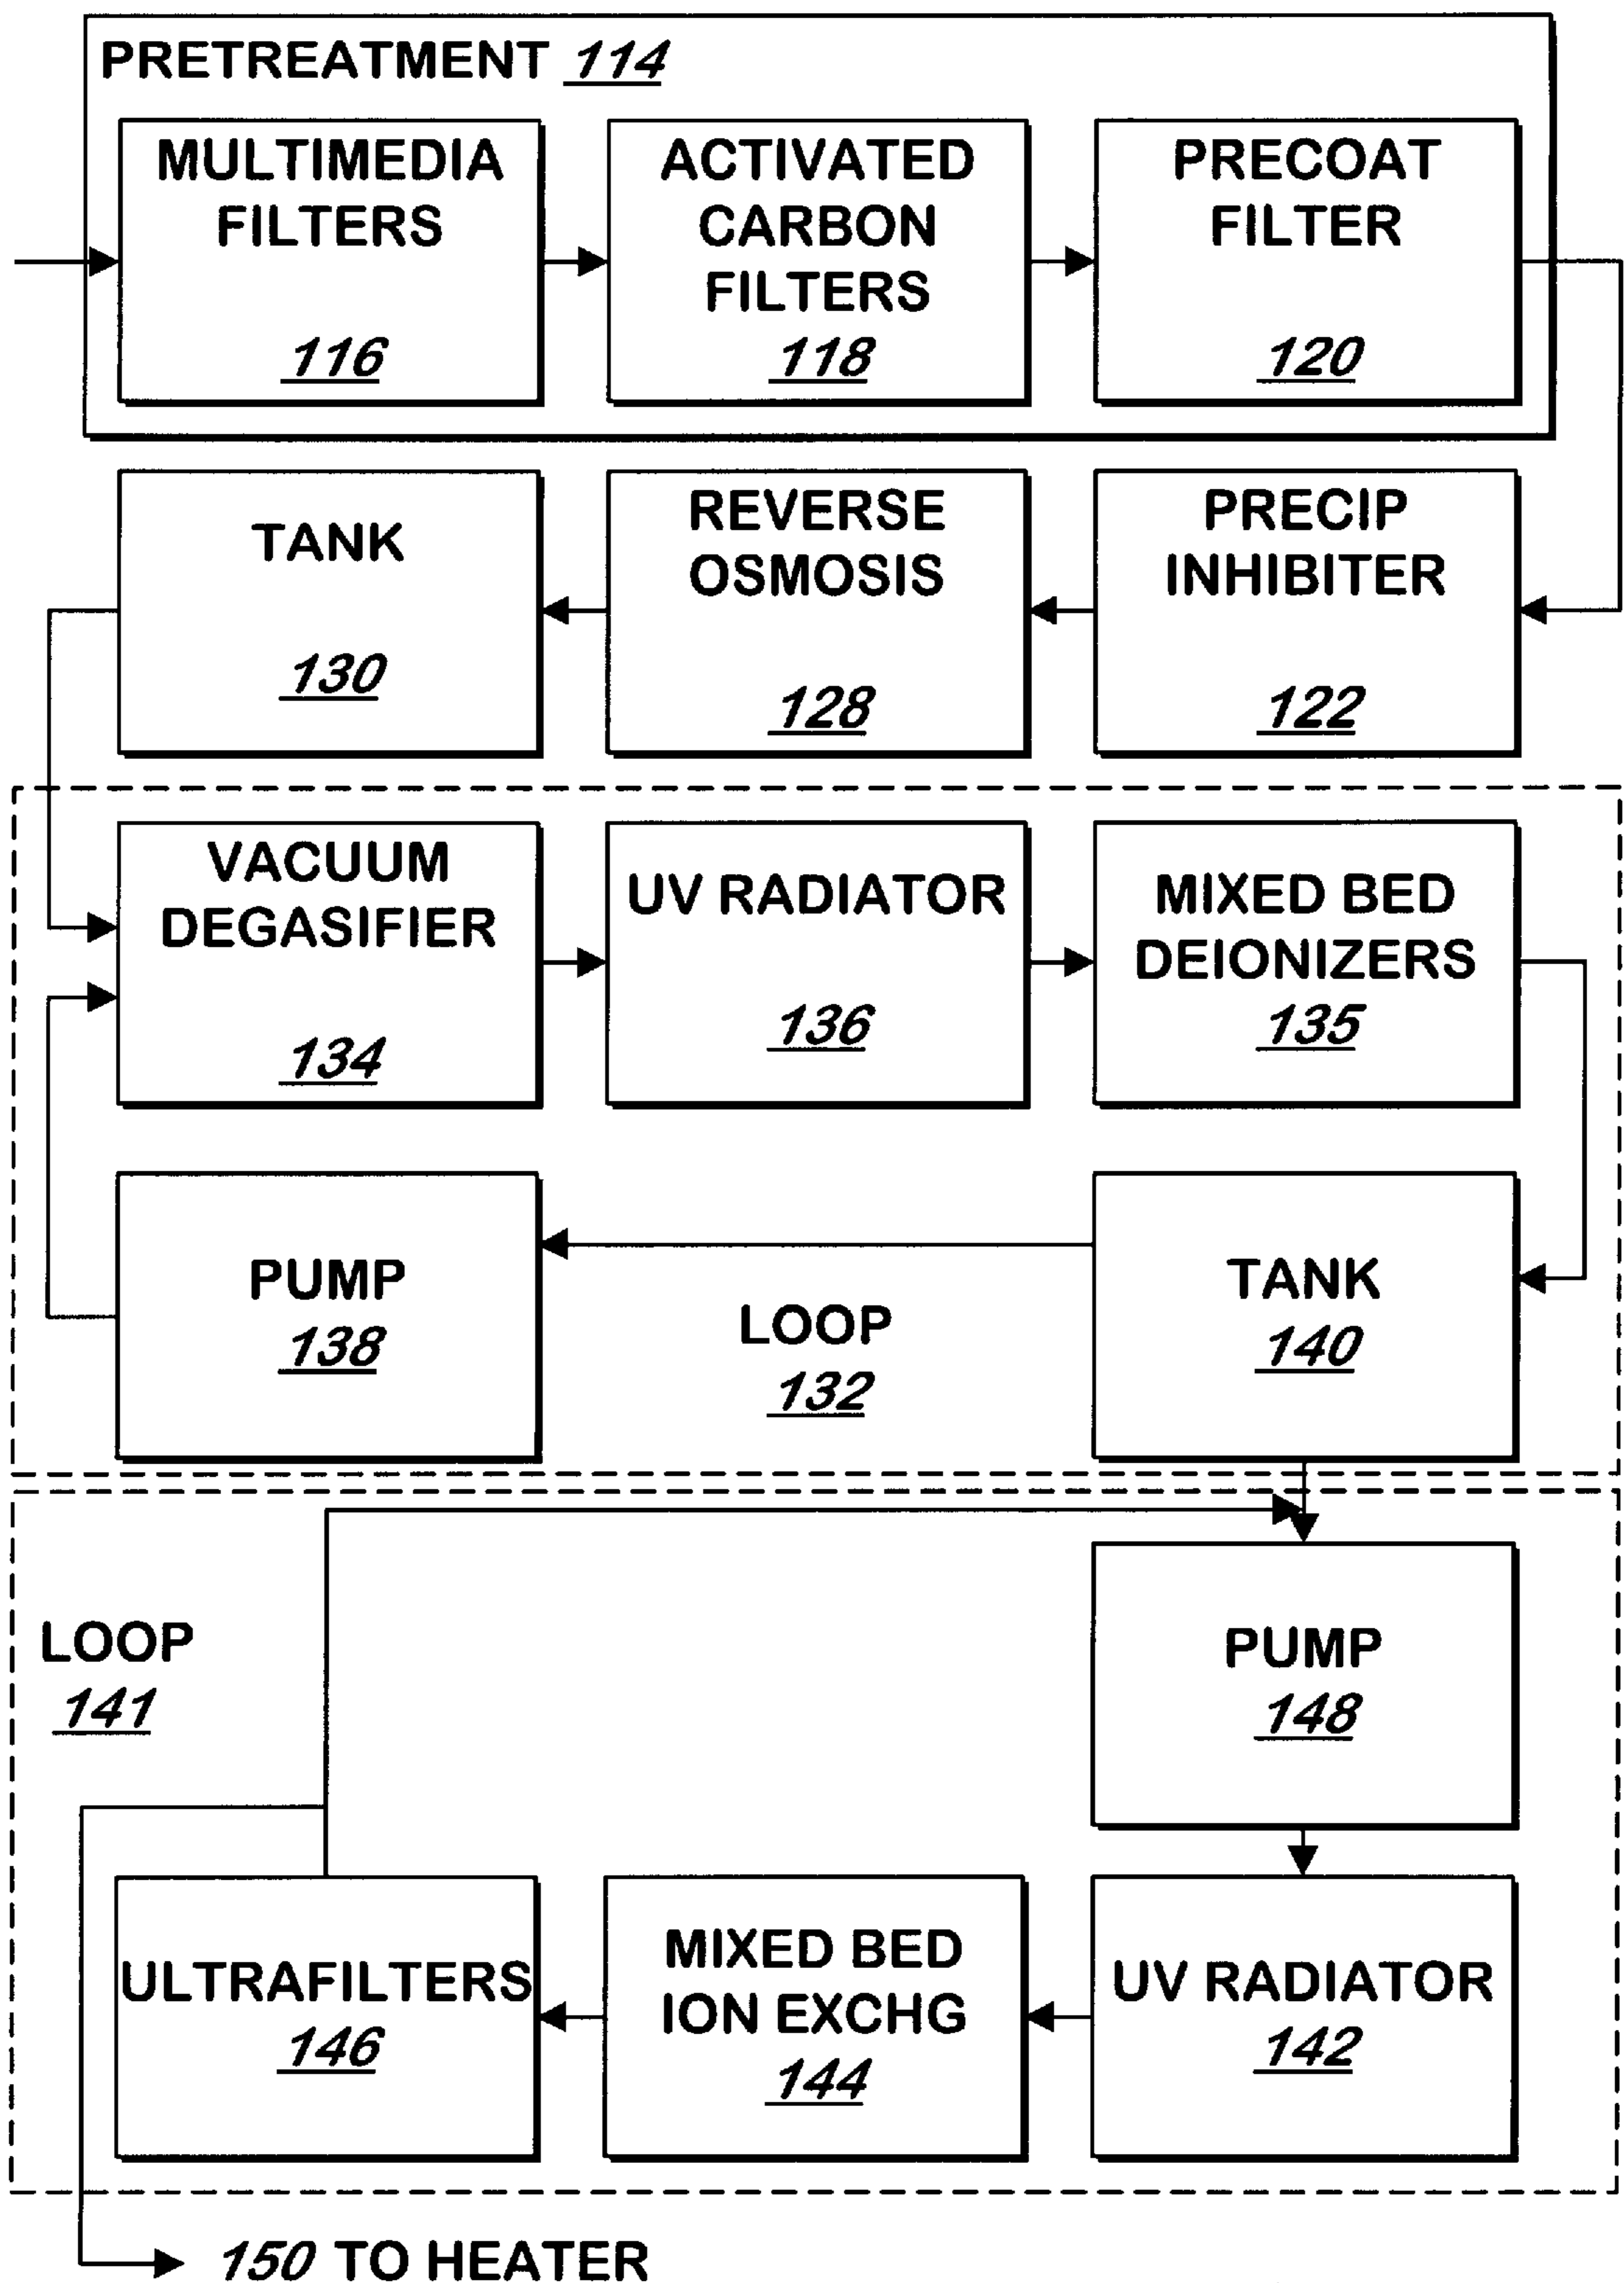 PRETREATMENT 114
MULTIMEDIA
FILTERS
116
ACTIVATED
CARBON
FILTERS
118
PRECOAT
FILTER
120
TANK
130
REVERSE
OSMOSIS
128
PRECIP
INHIBITER
122
VACUUM
DEGASIFIER
134
UV RADIATOR
136
MIXED BED
DEIONIZERS
135
PUMP
138
LOOP
132
TANK
140
LOOP
141
PUMP
148
ULTRAFILTERS
146
MIXED BED
ION EXCHG
144
UV RADIATOR
142
150 TO HEATER